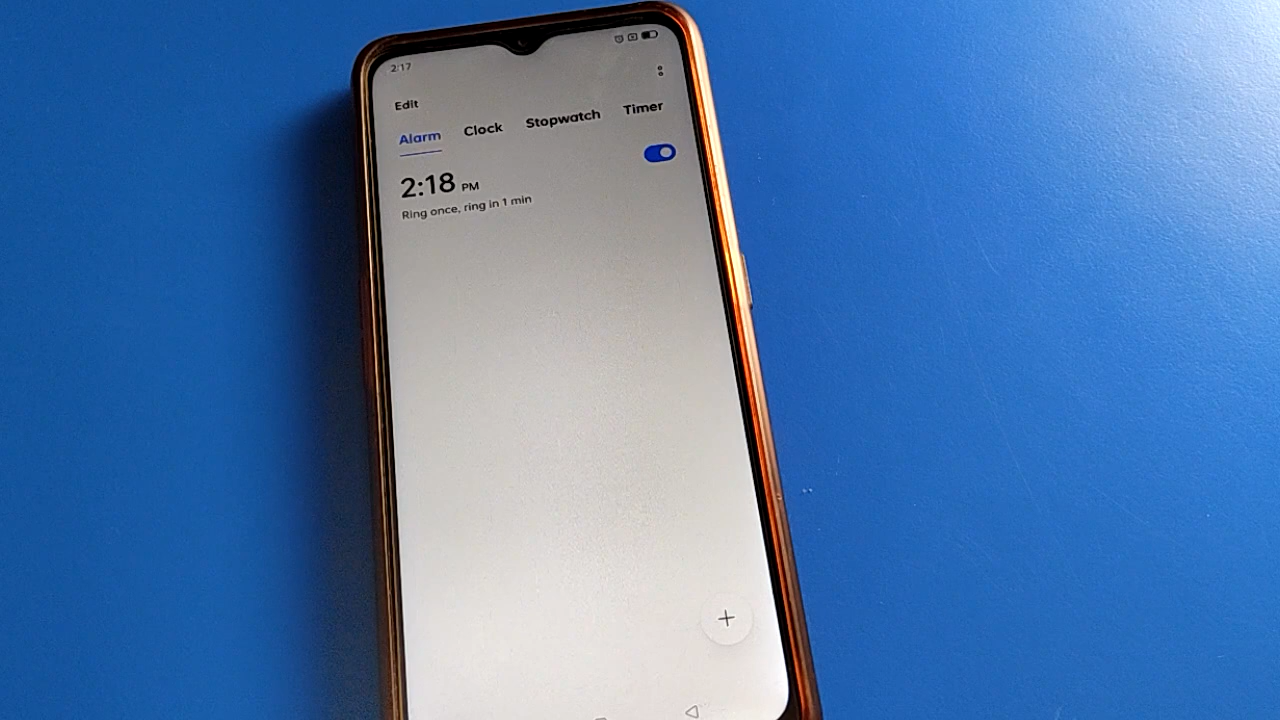 2:17
Edit
Alarm Clock Stopwatch Timer
2:18 PM
Ring once, ring in 1 min